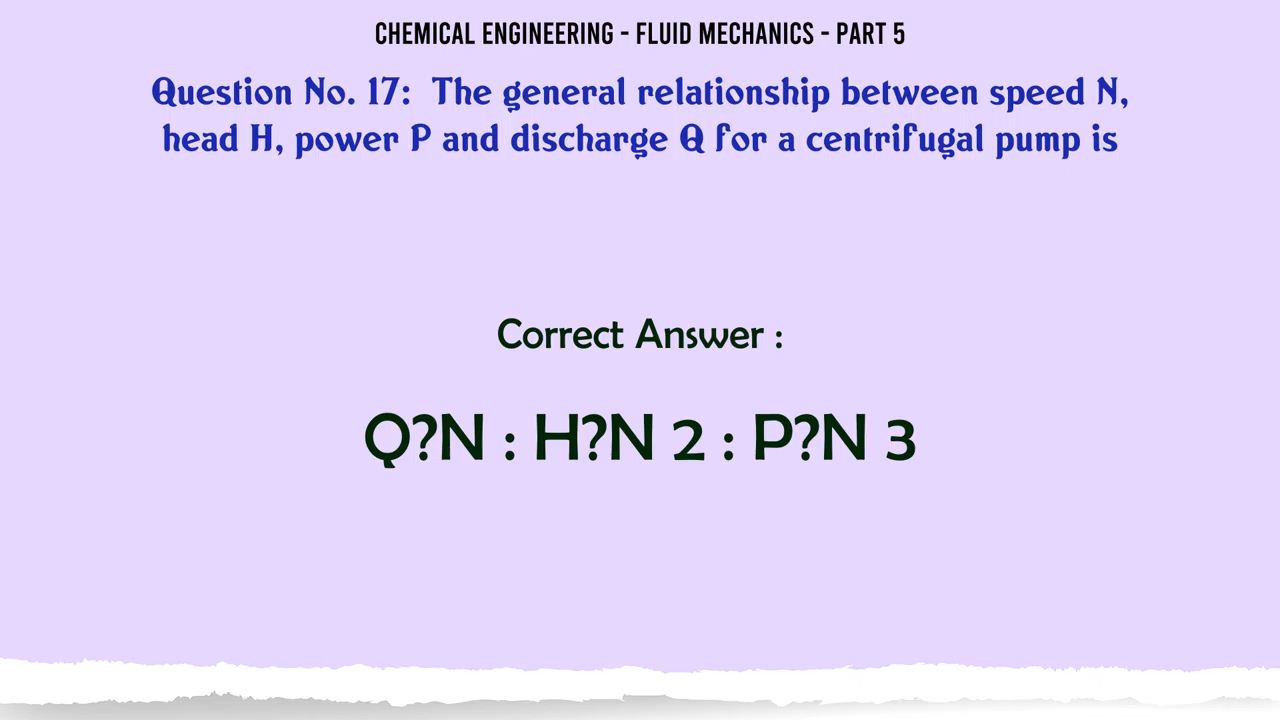 CHEMICAL ENGINEERING - FLUID MECHANICS - PART 5
Question No. 17: The general relationship between speed N,
head H, power P and discharge Q for a centrifugal pump is
Correct Answer :
Q?N : H?N 2 : P?N 3